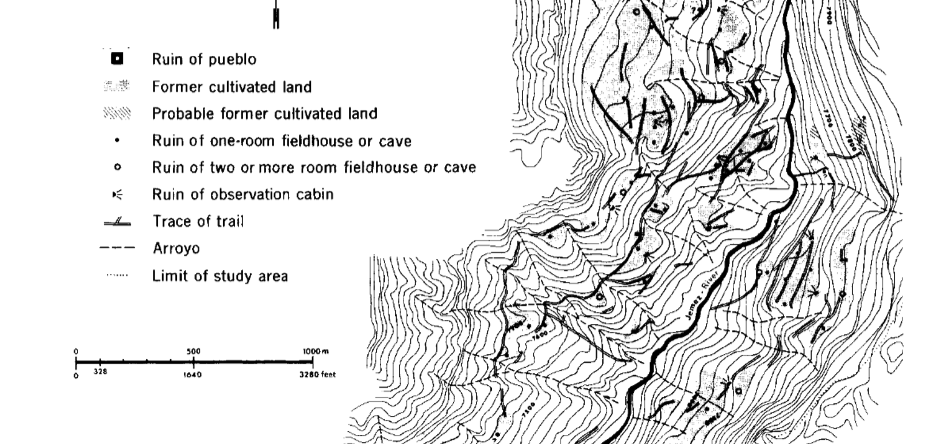 N
Ruin of pueblo
Former cultivated land
Probable former cultivated land
Ruin of one-room fieldhouse or cave
Ruin of two or more room fieldhouse or cave
Ruin of observation cabin
Trace of trail
Arroyo
Limit of study area
0 500 1000 m
0 328 1640 3280 feet
Jemez River